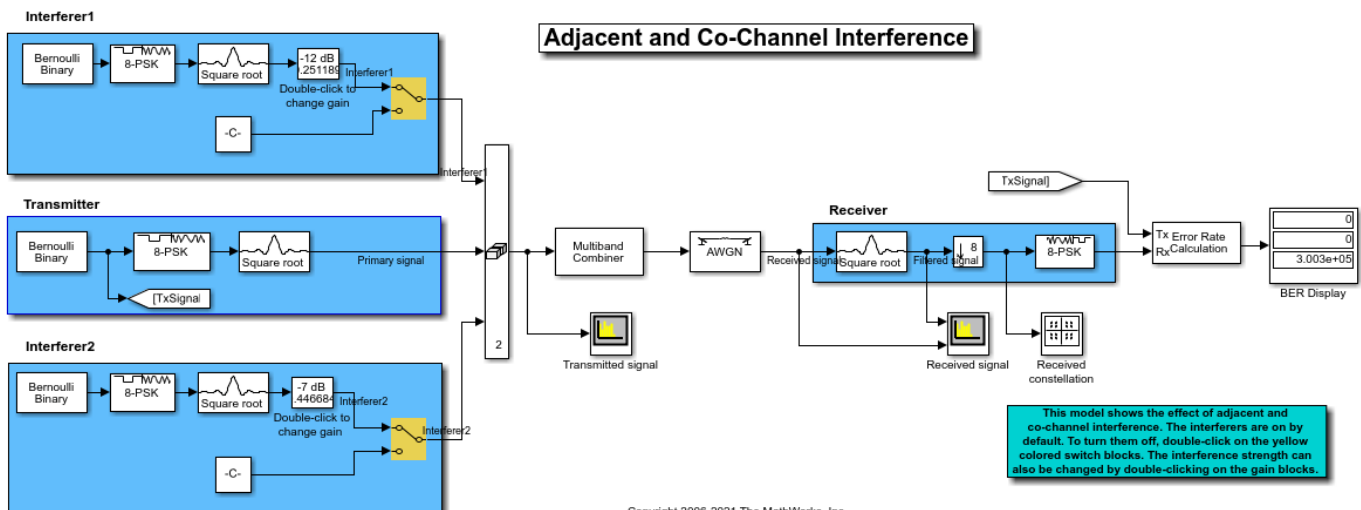 Interferer1
Adjacent and Co-Channel Interference
Bernoulli
Binary
8-PSK
Square root
-12 dB
0.251189
Interferer1
Double-click to
change gain
-C-
Interferer1
Transmitter
Bernoulli
Binary
8-PSK
Square root
Primary signal
[TxSignal
2
Multiband
Combiner
AWGN
Received signal
Transmitted signal
Receiver
Square root
Filtered signal
8
8-PSK
TxSignal]
Tx
Rx
Error Rate
Calculation
0
0
3.003e+05
BER Display
Received signal
Received
constellation
Interferer2
Bernoulli
Binary
8-PSK
Square root
-7 dB
.446684
Interferer2
Double-click to
change gain
Interferer2
-C-
This model shows the effect of adjacent and
co-channel interference. The interferers are on by
default. To turn them off, double-click on the yellow
colored switch blocks. The interference strength can
also be changed by double-clicking on the gain blocks.